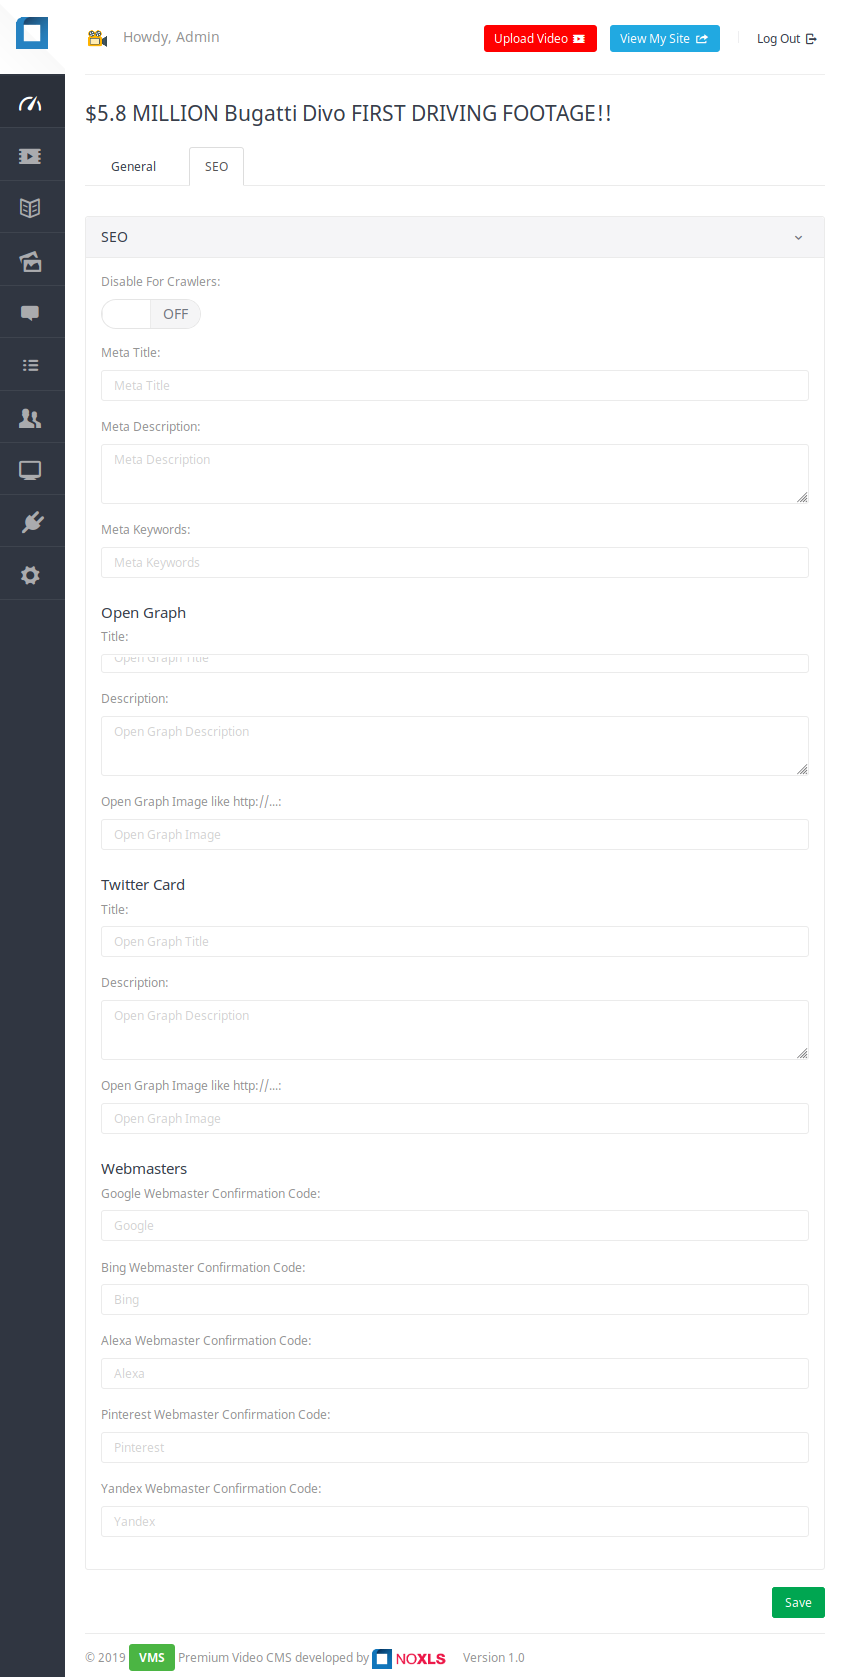 Howdy, Admin
Upload Video
View My Site
Log Out
$5.8 MILLION Bugatti Divo FIRST DRIVING FOOTAGE!!
General
SEO
SEO
Disable For Crawlers:
OFF
Meta Title:
Meta Title
Meta Description:
Meta Description
Meta Keywords:
Meta Keywords
Open Graph
Title:
Open Graph Title
Description:
Open Graph Description
Open Graph Image like http://...:
Open Graph Image
Twitter Card
Title:
Open Graph Title
Description:
Open Graph Description
Open Graph Image like http://...:
Open Graph Image
Webmasters
Google Webmaster Confirmation Code:
Google
Bing Webmaster Confirmation Code:
Bing
Alexa Webmaster Confirmation Code:
Alexa
Pinterest Webmaster Confirmation Code:
Pinterest
Yandex Webmaster Confirmation Code:
Yandex
Save
© 2019 VMS Premium Video CMS developed by NOXLS Version 1.0